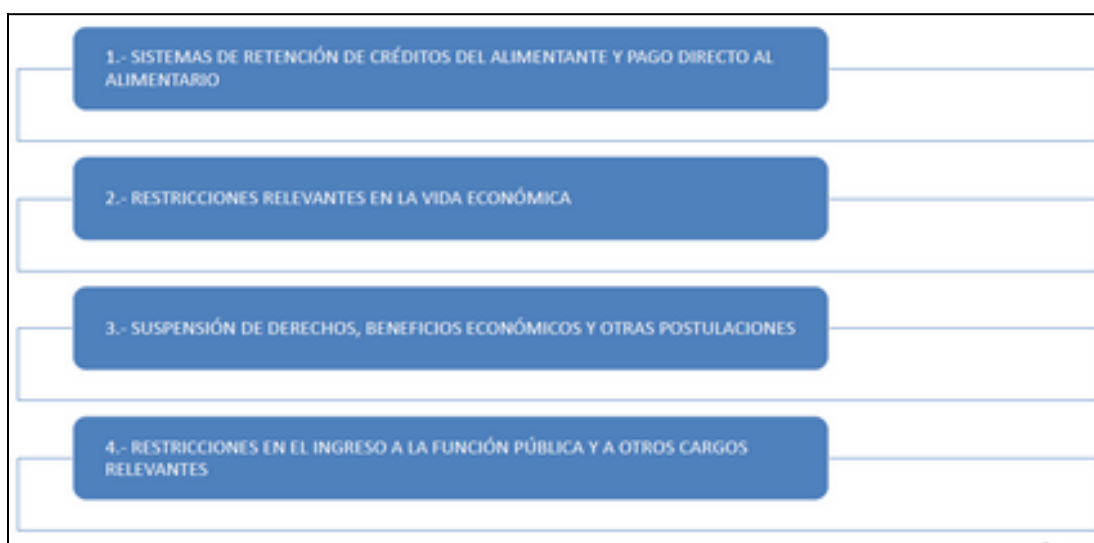 1.- SISTEMAS DE RETENCIÓN DE CRÉDITOS DEL ALIMENTANTE Y PAGO DIRECTO AL
ALIMENTARIO
2.- RESTRICCIONES RELEVANTES EN LA VIDA ECONÓMICA
3.- SUSPENSIÓN DE DERECHOS, BENEFICIOS ECONÓMICOS Y OTRAS POSTULACIONES
4.- RESTRICCIONES EN EL INGRESO A LA FUNCIÓN PÚBLICA Y A OTROS CARGOS
RELEVANTES